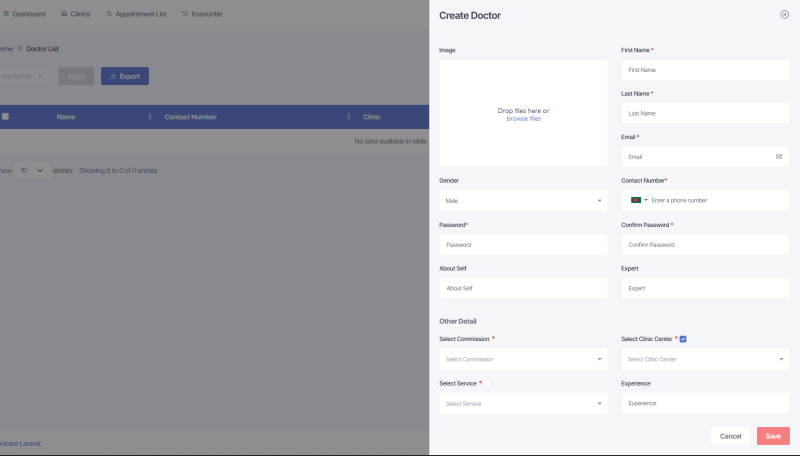 Dashboard Clinics Appointment List Encounter
Doctor List
No Action Apply Export
Name Contact Number Clinic
No data available in table
10 entries Showing 0 to 0 of 0 entries
Laravel.
Create Doctor
Image
Drop files here or
browse files
First Name *
First Name
Last Name *
Last Name
Email *
Email
Gender
Male
Contact Number*
Enter a phone number
Password*
Password
Confirm Password *
Confirm Password
About Self
About Self
Expert
Expert
Other Detail
Select Commission *
Select Commission
Select Clinic Center *
Select Clinic Center
Select Service *
Select Service
Experience
Experience
Cancel Save